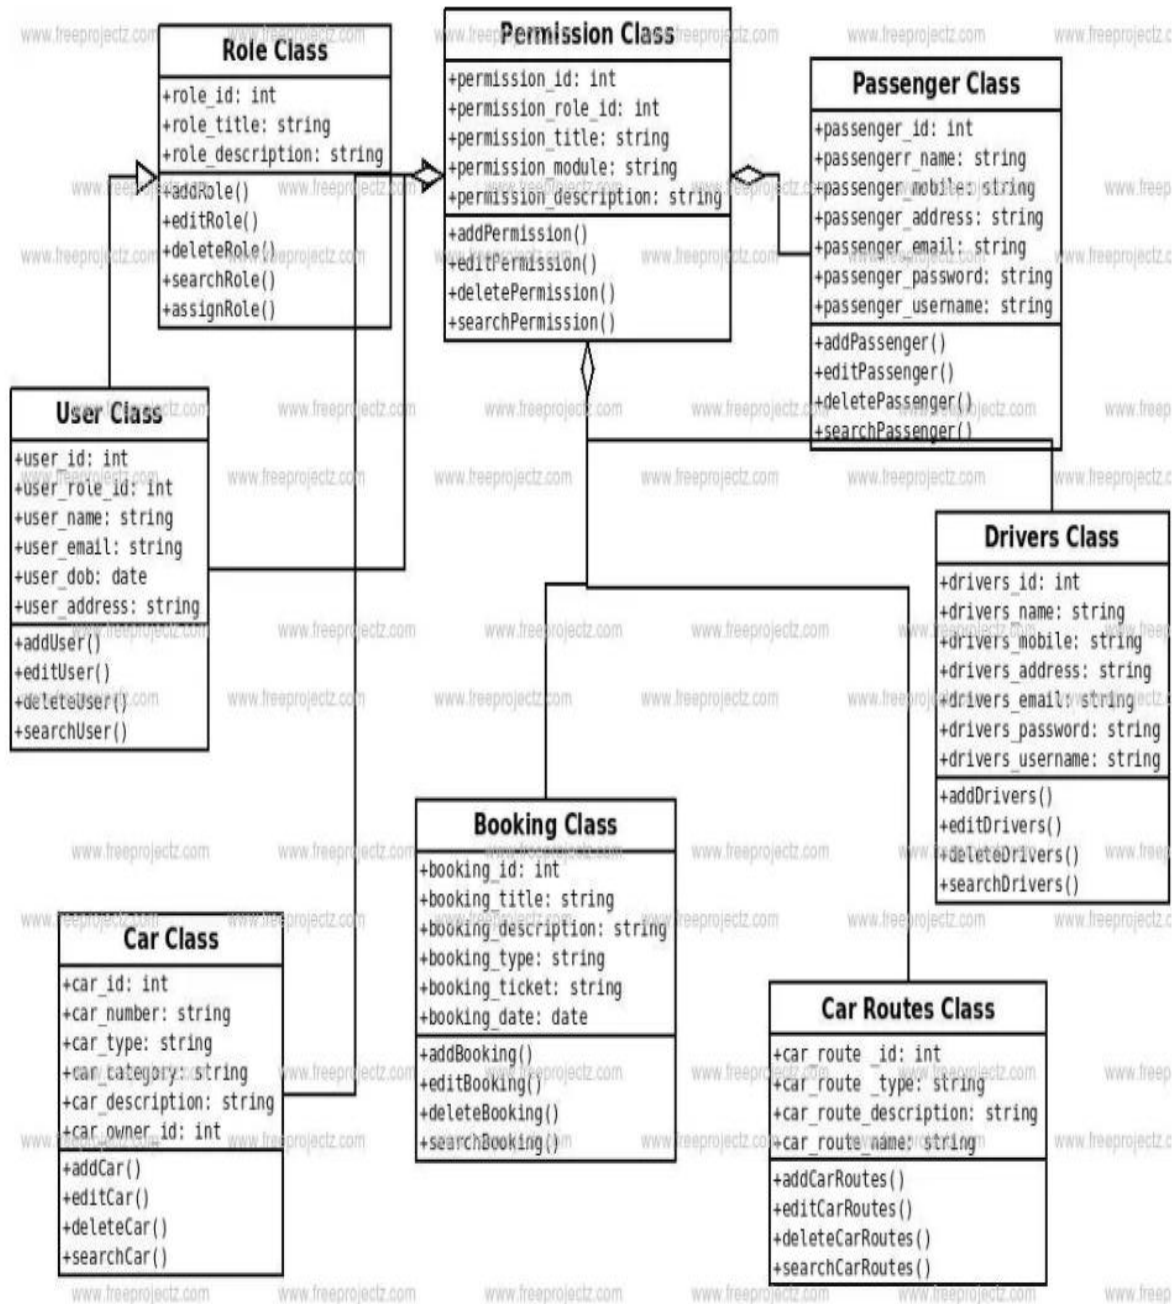 Role Class
+role_id: int
+role_title: string
+role_description: string
+addRole()
+editRole()
+deleteRole()
+searchRole()
+assignRole()
Permission Class
+permission_id: int
+permission_role_id: int
+permission_title: string
+permission_module: string
+permission_description: string
+addPermission()
+editPermission()
+deletePermission()
+searchPermission()
Passenger Class
+passenger_id: int
+passengerr_name: string
+passenger_mobile: string
+passenger_address: string
+passenger_email: string
+passenger_password: string
+passenger_username: string
+addPassenger()
+editPassenger()
+deletePassenger()
+searchPassenger()
User Class
+user_id: int
+user_role_id: int
+user_name: string
+user_email: string
+user_dob: date
+user_address: string
+addUser()
+editUser()
+deleteUser()
+searchUser()
Drivers Class
+drivers_id: int
+drivers_name: string
+drivers_mobile: string
+drivers_address: string
+drivers_email: string
+drivers_password: string
+drivers_username: string
+addDrivers()
+editDrivers()
+deleteDrivers()
+searchDrivers()
Booking Class
+booking_id: int
+booking_title: string
+booking_description: string
+booking_type: string
+booking_ticket: string
+booking_date: date
+addBooking()
+editBooking()
+deleteBooking()
+searchBooking()
Car Class
+car_id: int
+car_number: string
+car_type: string
+car_category: string
+car_description: string
+car_owner_id: int
+addCar()
+editCar()
+deleteCar()
+searchCar()
Car Routes Class
+car_route _id: int
+car_route _type: string
+car_route_description: string
+car_route_name: string
+addCarRoutes()
+editCarRoutes()
+deleteCarRoutes()
+searchCarRoutes()
www.freeprojectz.com